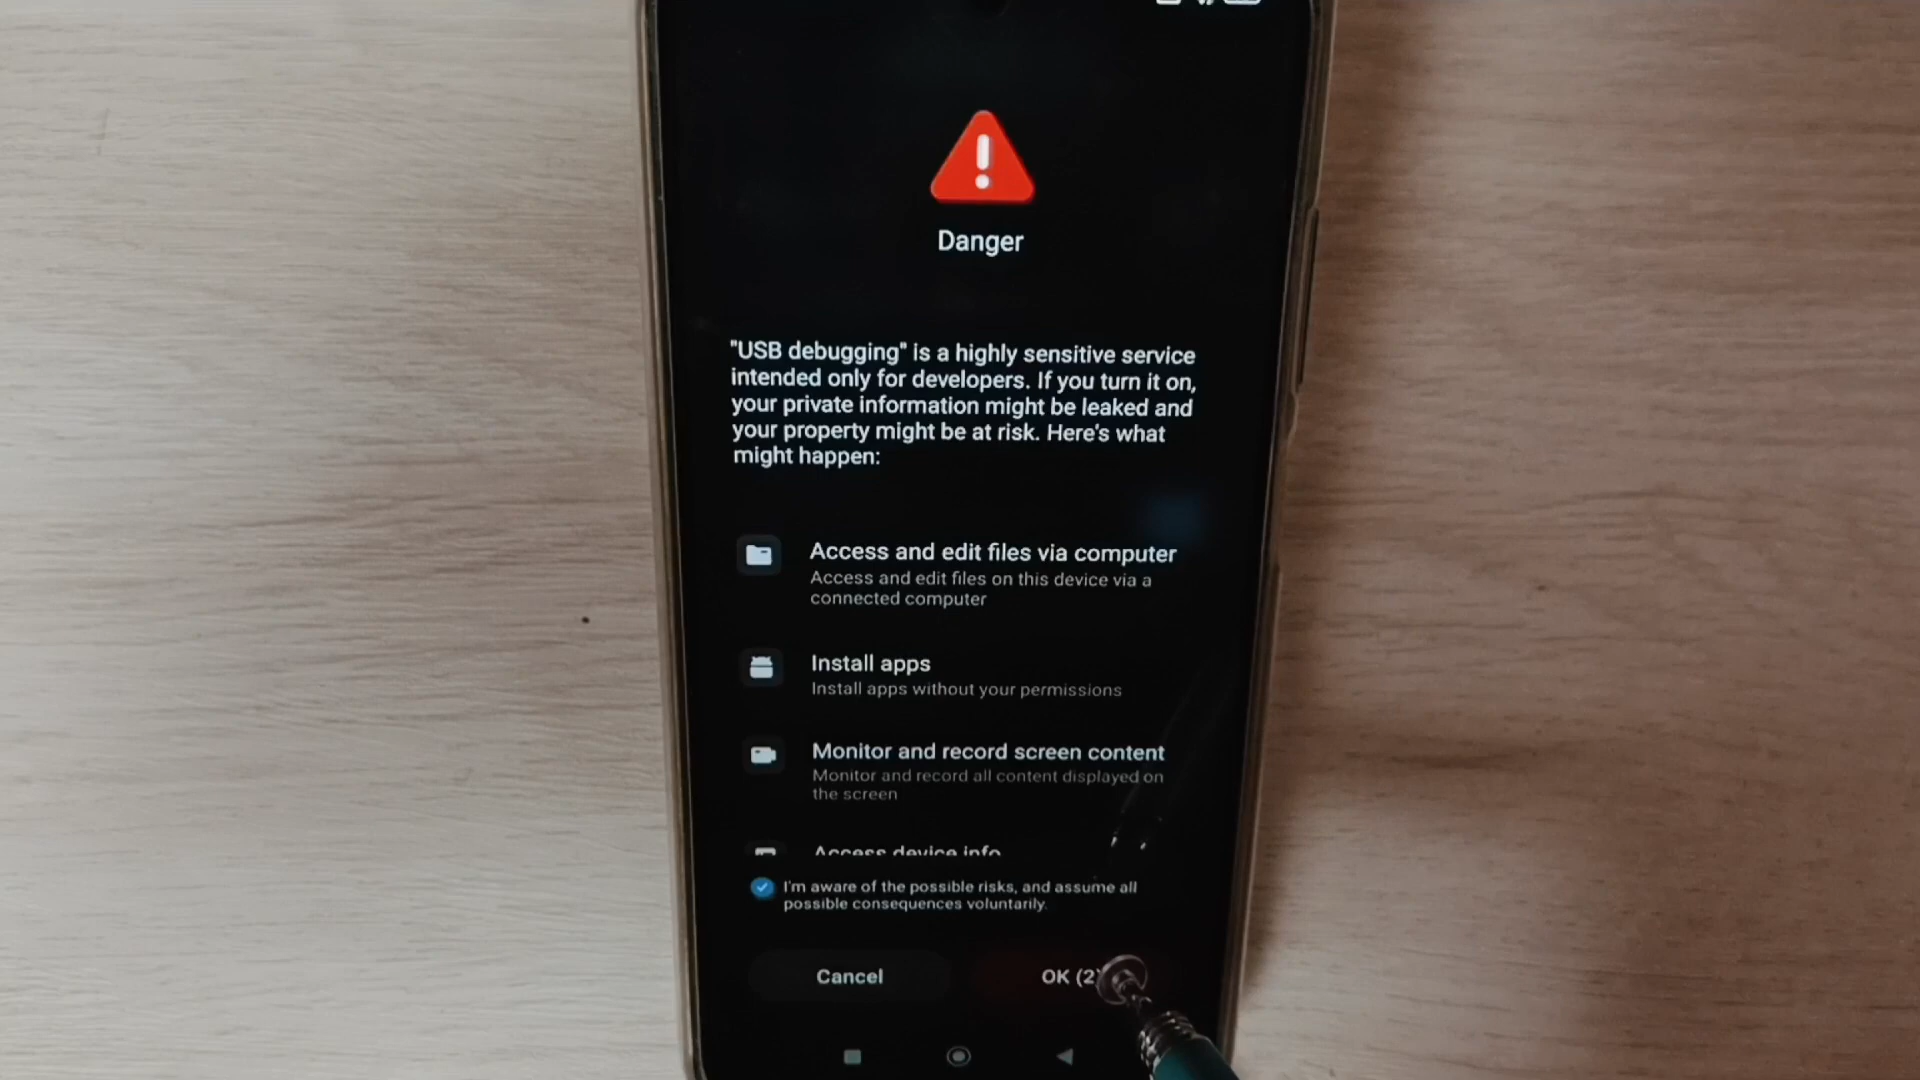 Danger
"USB debugging" is a highly sensitive service
intended only for developers. If you turn it on,
your private information might be leaked and
your property might be at risk. Here's what
might happen:
Access and edit files via computer
Access and edit files on this device via a
connected computer
Install apps
Install apps without your permissions
Monitor and record screen content
Monitor and record all content displayed on
the screen
Access device info
I'm aware of the possible risks, and assume all
possible consequences voluntarily.
Cancel
OK (2)